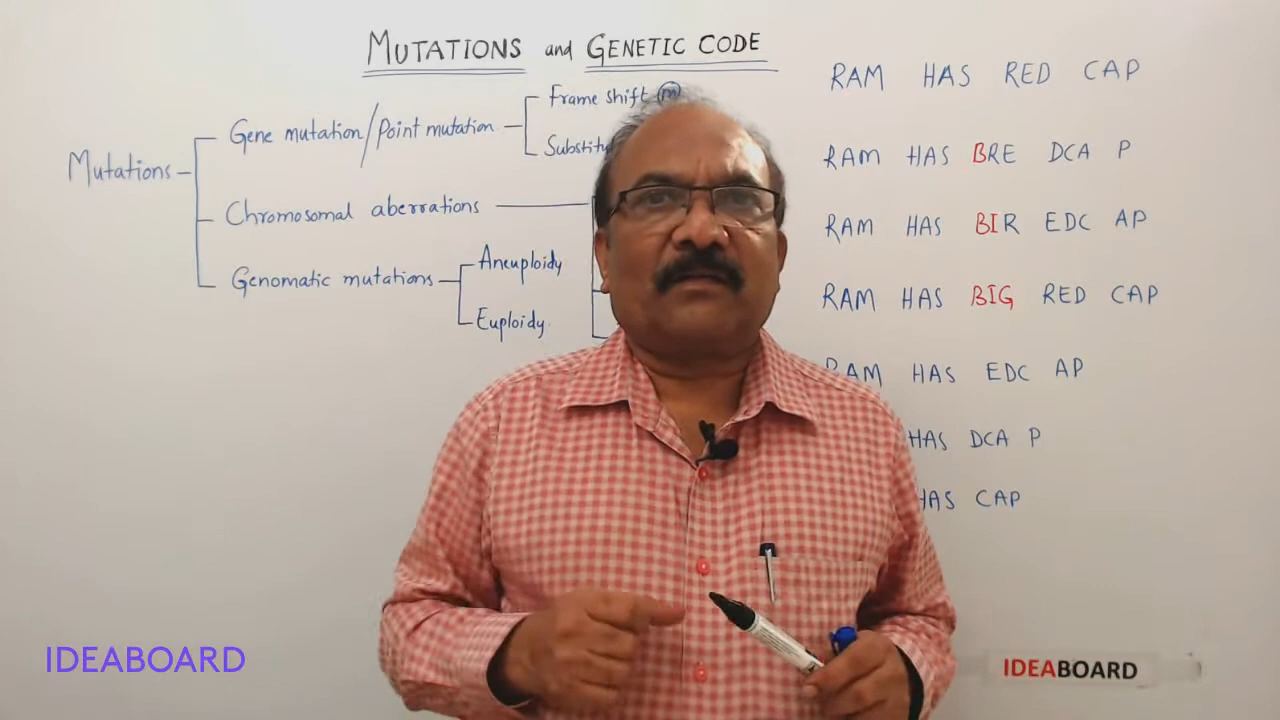 MUTATIONS and GENETIC CODE
Mutations
Gene mutation/Point mutation
Frame shift (m)
Chromosomal aberrations
Genomatic mutations
Aneuploidy
Euploidy
RAM HAS RED CAP
RAM HAS BRE DCA P
RAM HAS BIR EDC AP
RAM HAS BIG RED CAP
RAM HAS EDC AP
HAS DCA P
HAS CAP
IDEABOARD
IDEABOARD